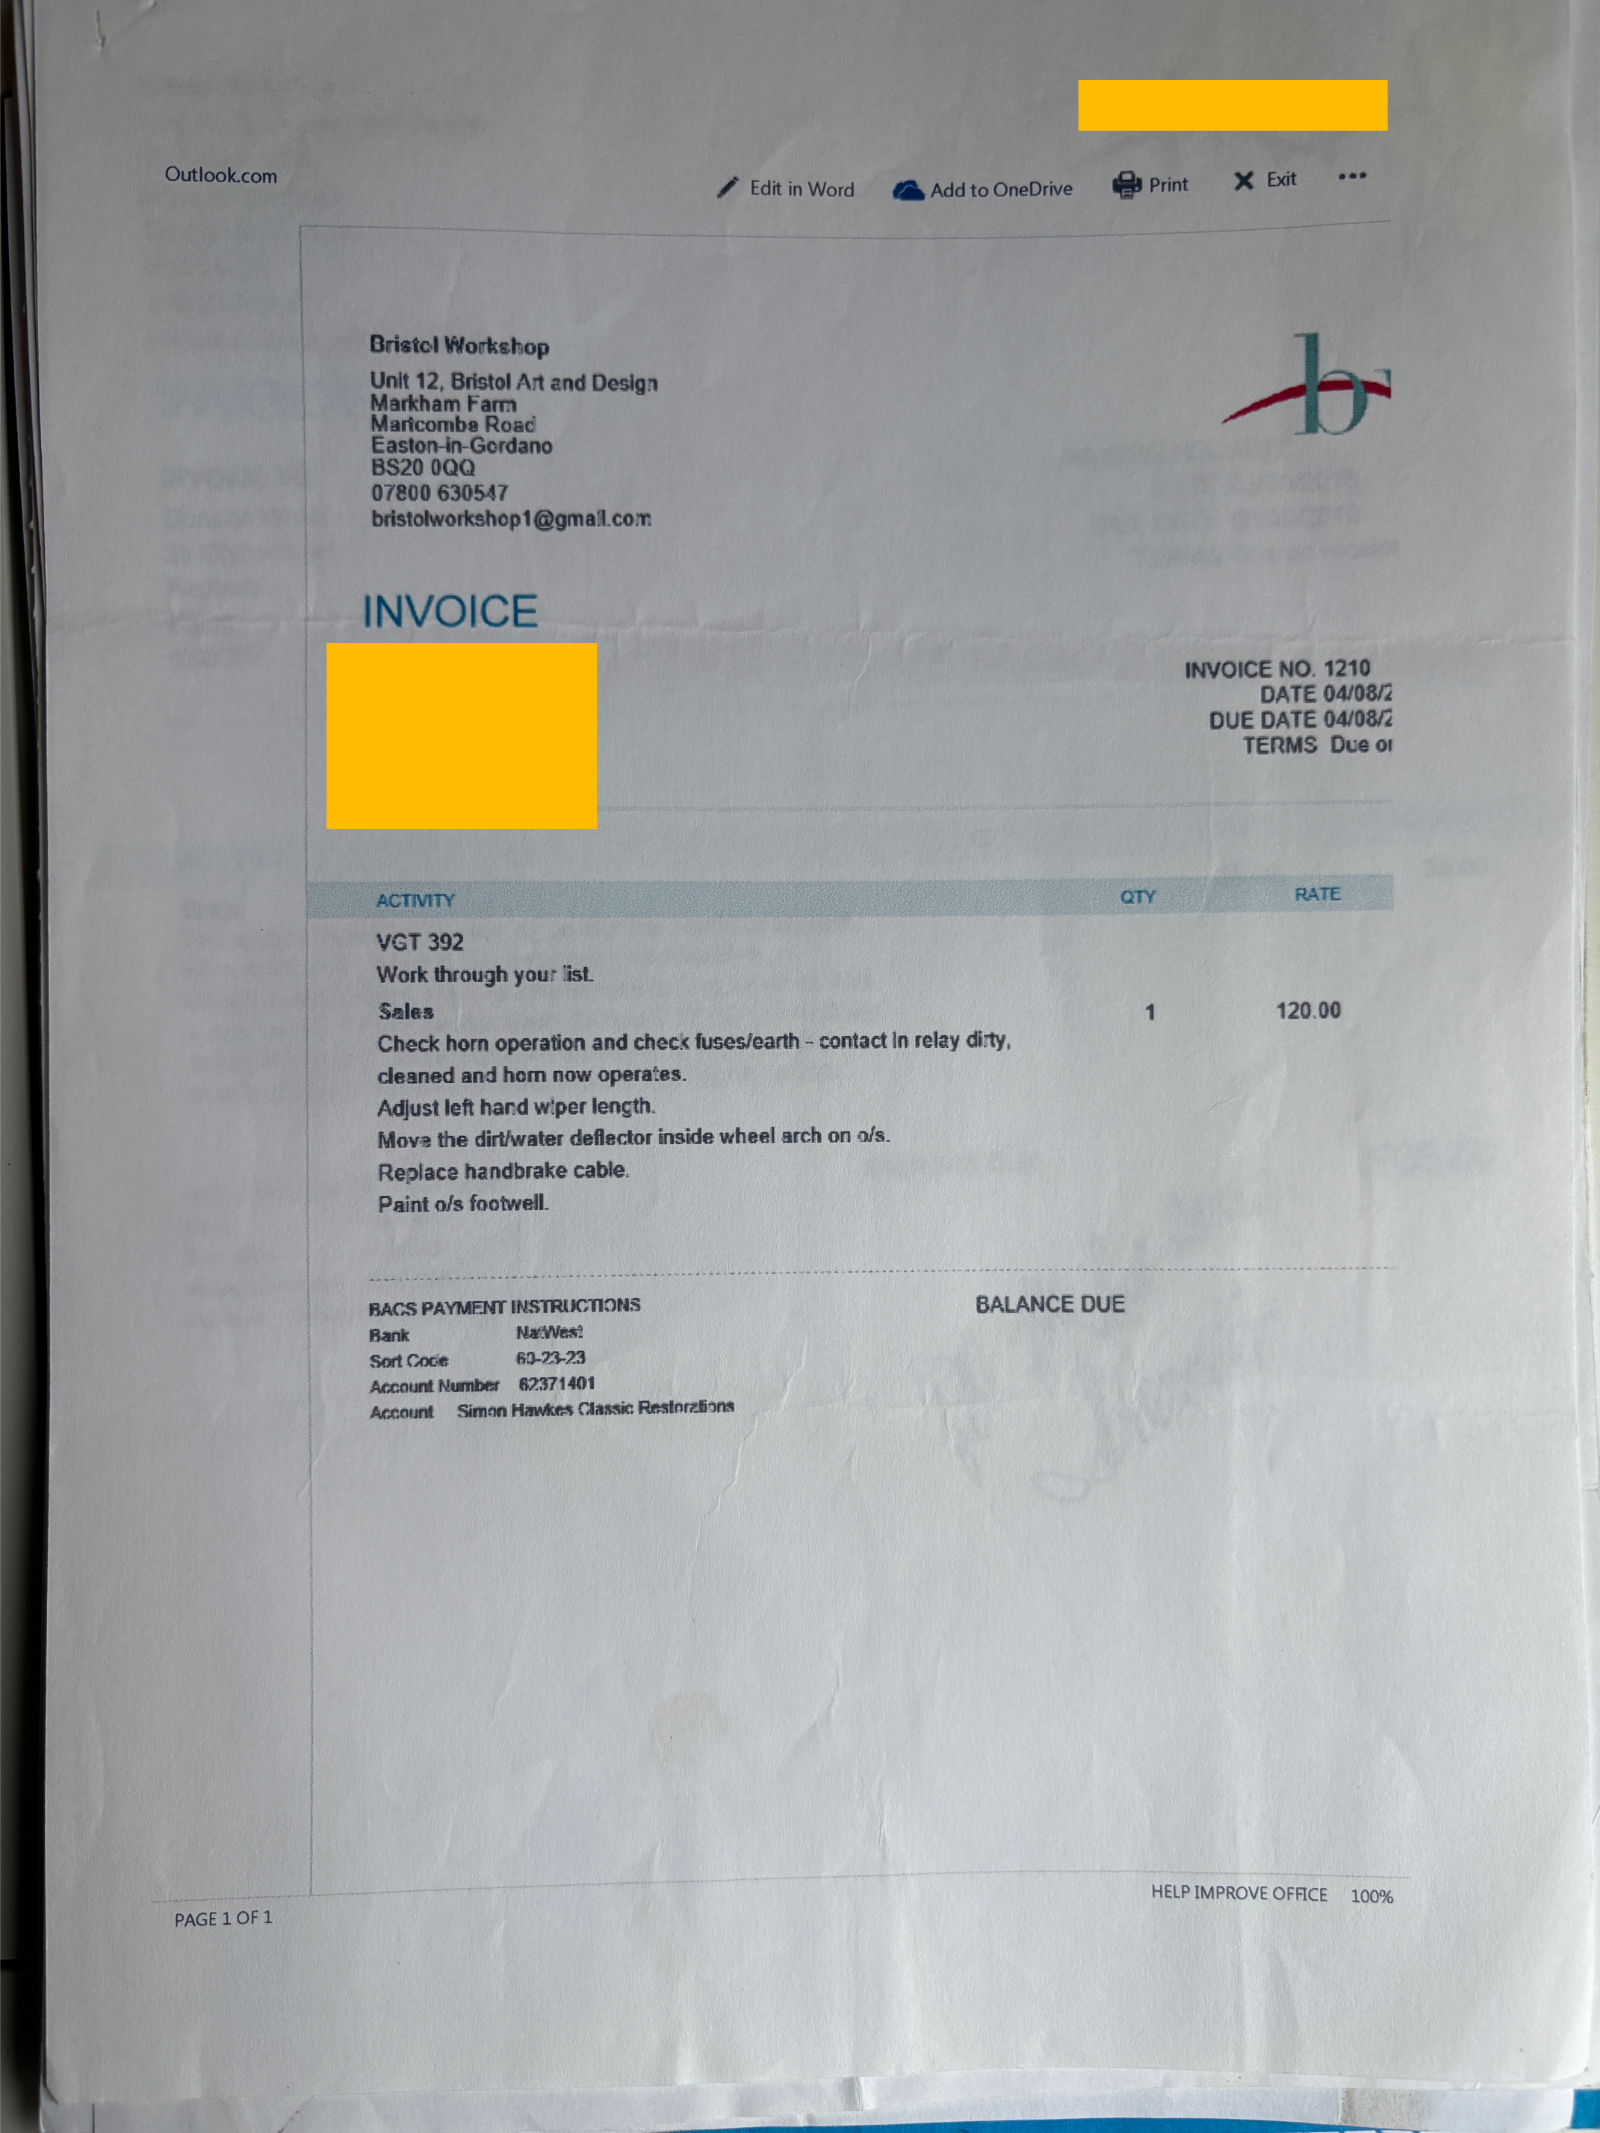 Outlook.com
Edit in Word Add to OneDrive Print Exit •••
Bristol Workshop
Unit 12, Bristol Art and Design
Markham Farm
Martcombe Road
Easton-in-Gordano
BS20 0QQ
07800 630547
bristolworkshop1@gmail.com
b
INVOICE
INVOICE NO. 1210
DATE 04/08/2
DUE DATE 04/08/2
TERMS Due or
ACTIVITY QTY RATE
VGT 392
Work through your list.
Sales 1 120.00
Check horn operation and check fuses/earth - contact in relay dirty,
cleaned and horn now operates.
Adjust left hand wiper length.
Move the dirt/water deflector inside wheel arch on o/s.
Replace handbrake cable.
Paint o/s footwell.
BACS PAYMENT INSTRUCTIONS
Bank NatWest
Sort Code 60-23-23
Account Number 62371401
Account Simon Hawkes Classic Restorations
BALANCE DUE
HELP IMPROVE OFFICE 100%
PAGE 1 OF 1